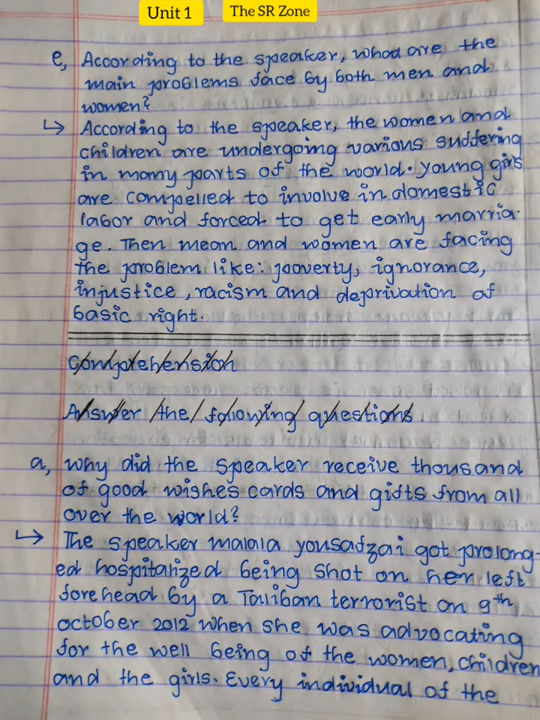 Unit 1 The SR Zone
e, According to the speaker, whad are the
main problems face by both men and
women?
↳ According to the speaker, the women and
children are undergoing various suffering
in many parts of the world. young girls
are compelled to involve in domestic
labor and forced to get early marria-
ge. Then mean and women are facing
the problem like: poverty, ignorance,
injustice, racism and deprivation of
basic right.
Comprehension
Answer the following questions
a, why did the speaker receive thousand
of good wishes cards and gifts from all
over the world?
↳ The speaker malala yousafzai got prolong-
ed hospitalized being shot on her left
forehead by a Taliban terrorist on 9th
october 2012 when she was advocating
for the well being of the women, children
and the girls. Every individual of the